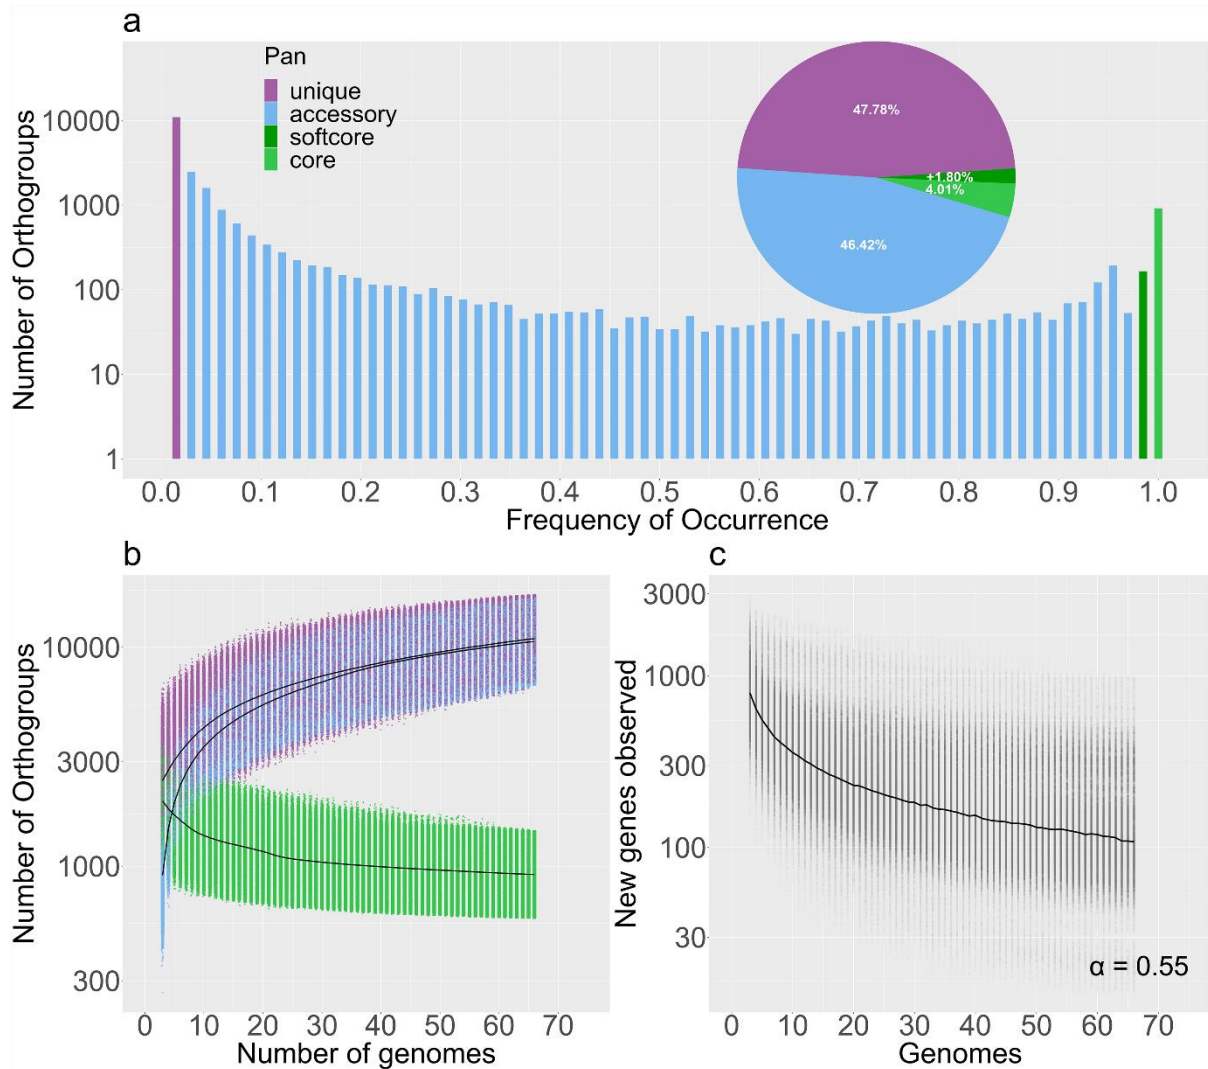 a
Pan
unique
accessory
softcore
core
47.78%
+1.80%
4.01%
46.42%
Number of Orthogroups
10000
1000
100
10
1
0.0 0.1 0.2 0.3 0.4 0.5 0.6 0.7 0.8 0.9 1.0
Frequency of Occurrence
b
Number of Orthogroups
10000
3000
1000
300
0 10 20 30 40 50 60 70
Number of genomes
c
New genes observed
3000
1000
300
100
30
α = 0.55
0 10 20 30 40 50 60 70
Genomes